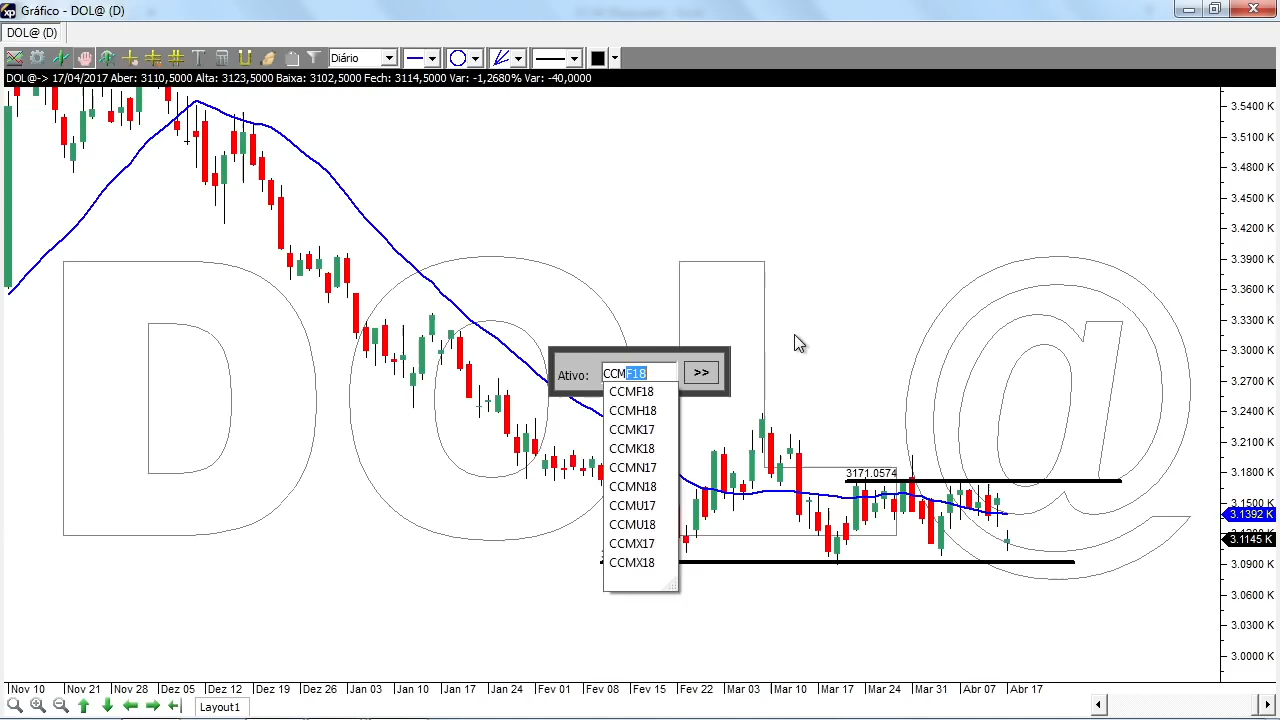 xp Gráfico - DOL@ (D)
DOL@ (D)
Diário
DOL@-> 17/04/2017 Aber: 3110,5000 Alta: 3123,5000 Baixa: 3102,5000 Fech: 3114,5000 Var: -1,2680% Var: -40,0000
DOL@
3.5400 K
3.5100 K
3.4800 K
3.4500 K
3.4200 K
3.3900 K
3.3600 K
3.3300 K
3.3000 K
3.2700 K
3.2400 K
3.2100 K
3.1800 K
3.1500 K
3.1392 K
3.1145 K
3.0900 K
3.0600 K
3.0300 K
3.0000 K
Ativo: CCMF18 >>
CCMF18
CCMH18
CCMK17
CCMK18
CCMN17
CCMN18
CCMU17
CCMU18
CCMX17
CCMX18
3171.0574
Nov 10 Nov 21 Nov 28 Dez 05 Dez 12 Dez 19 Dez 26 Jan 03 Jan 10 Jan 17 Jan 24 Fev 01 Fev 08 Fev 15 Fev 22 Mar 03 Mar 10 Mar 17 Mar 24 Mar 31 Abr 07 Abr 17
Layout1